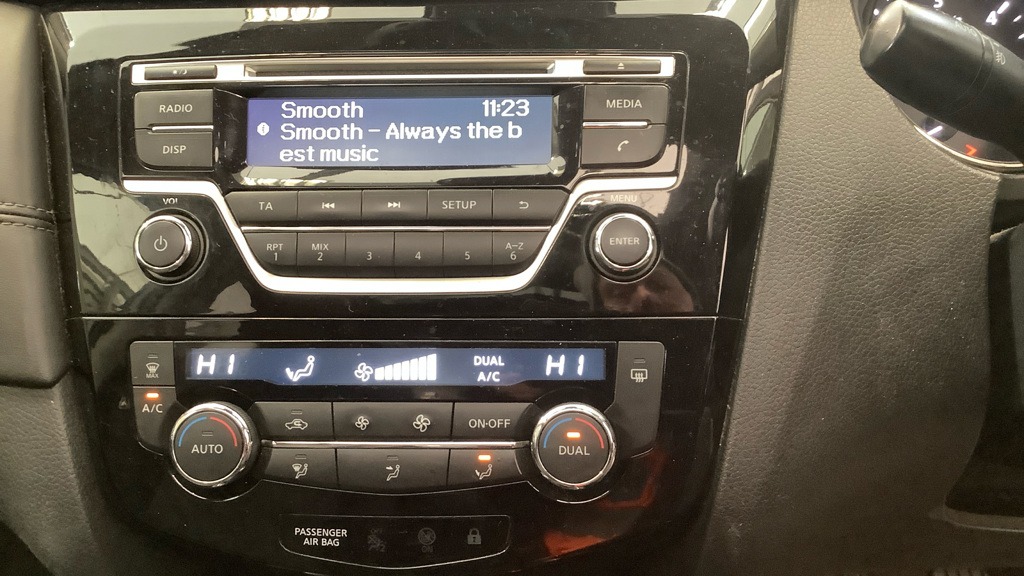 RADIO
DISP
Smooth 11:23
Smooth - Always the b
est music
MEDIA
VOL
TA
SETUP
MENU
ENTER
RPT
1
MIX
2
3
4
5
A-Z
6
MAX
A/C
HI
DUAL
A/C
HI
AUTO
ON·OFF
DUAL
PASSENGER
AIR BAG